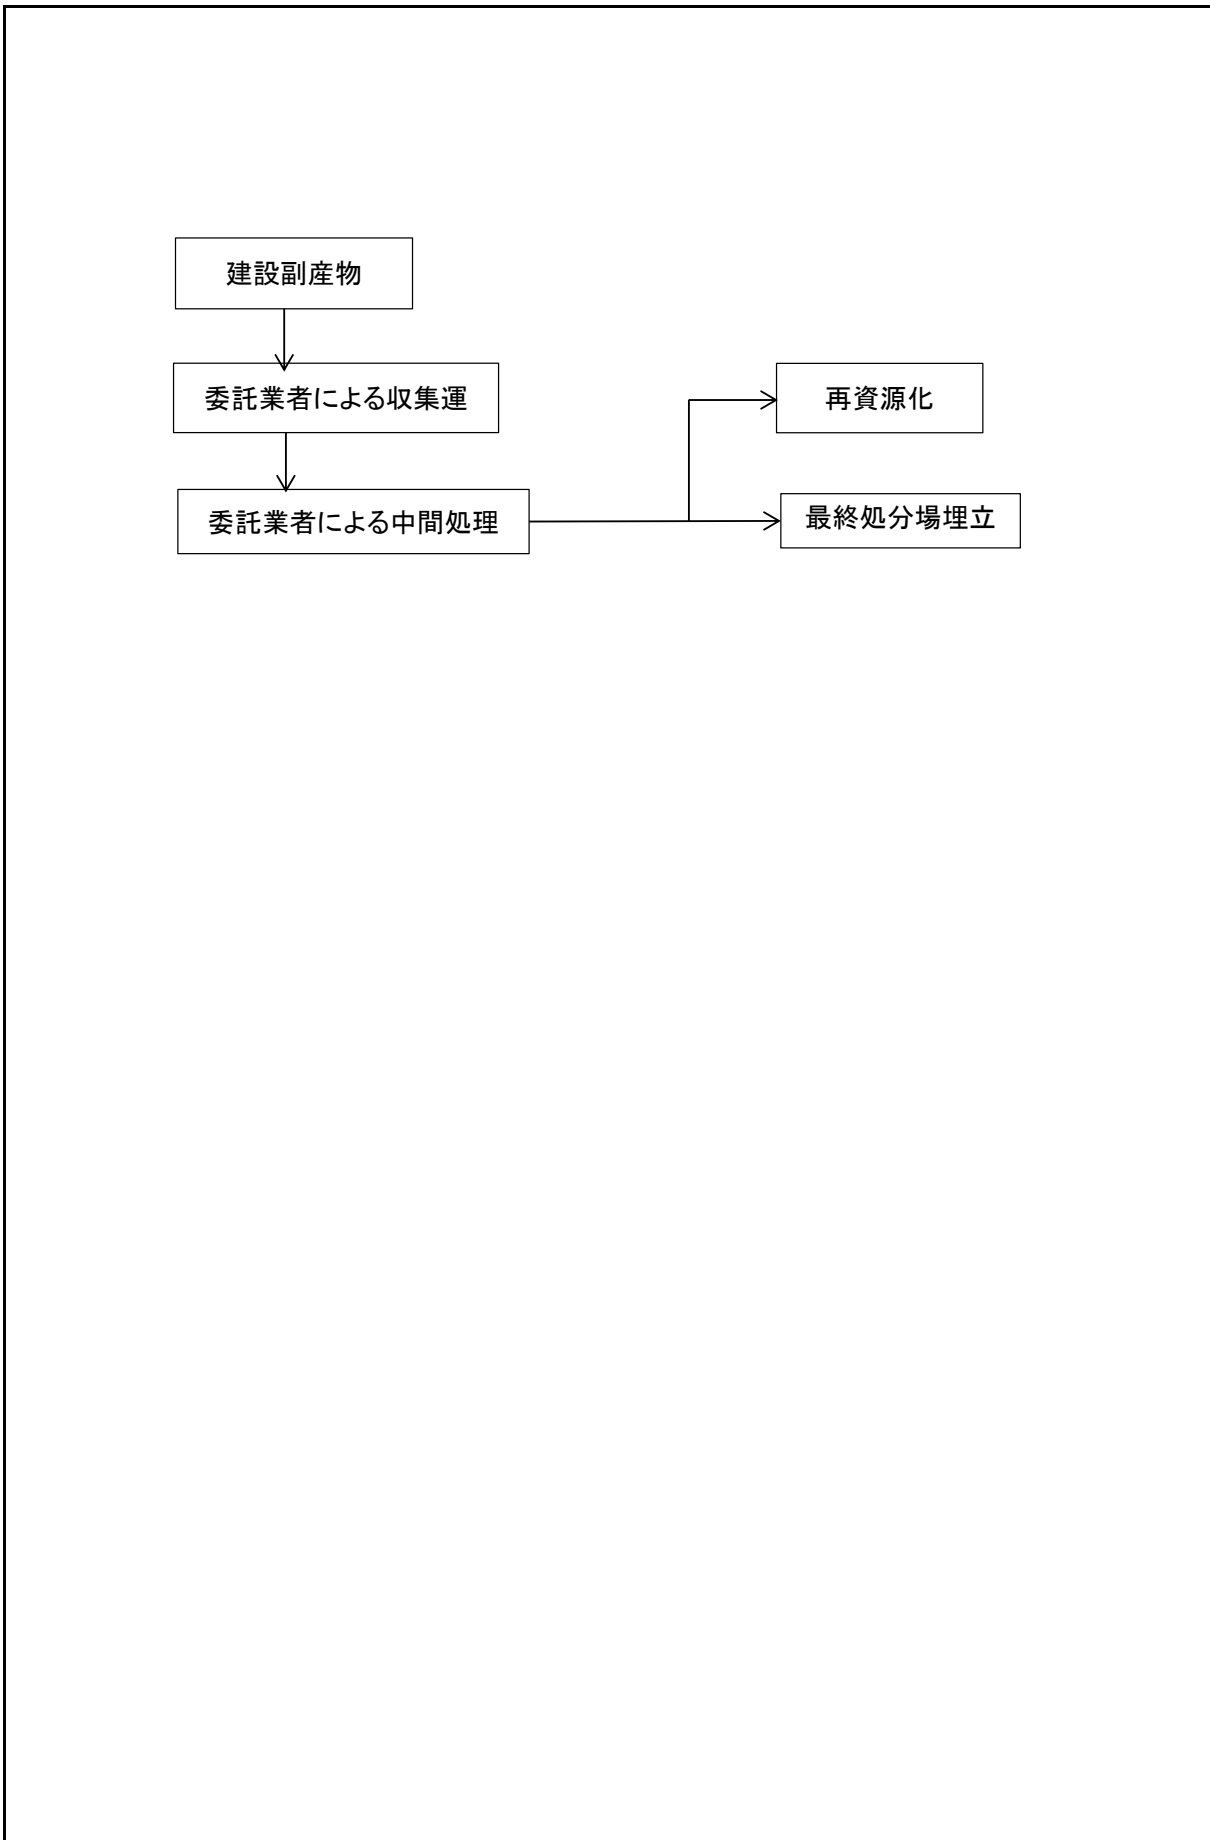 建設副産物
委託業者による収集運
再資源化
委託業者による中間処理
最終処分場埋立